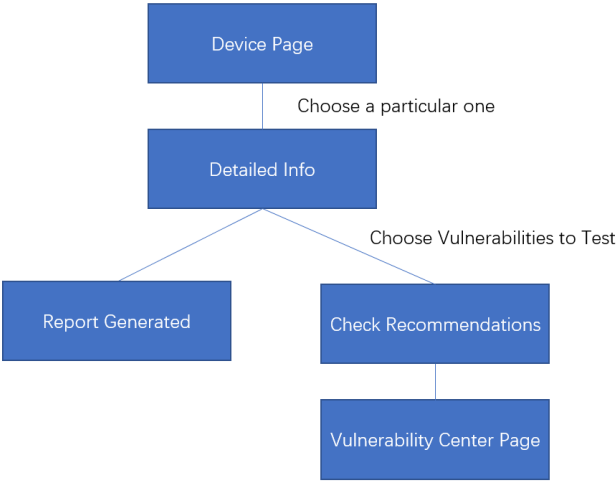 Device Page
Choose a particular one
Detailed Info
Choose Vulnerabilities to Test
Report Generated
Check Recommendations
Vulnerability Center Page